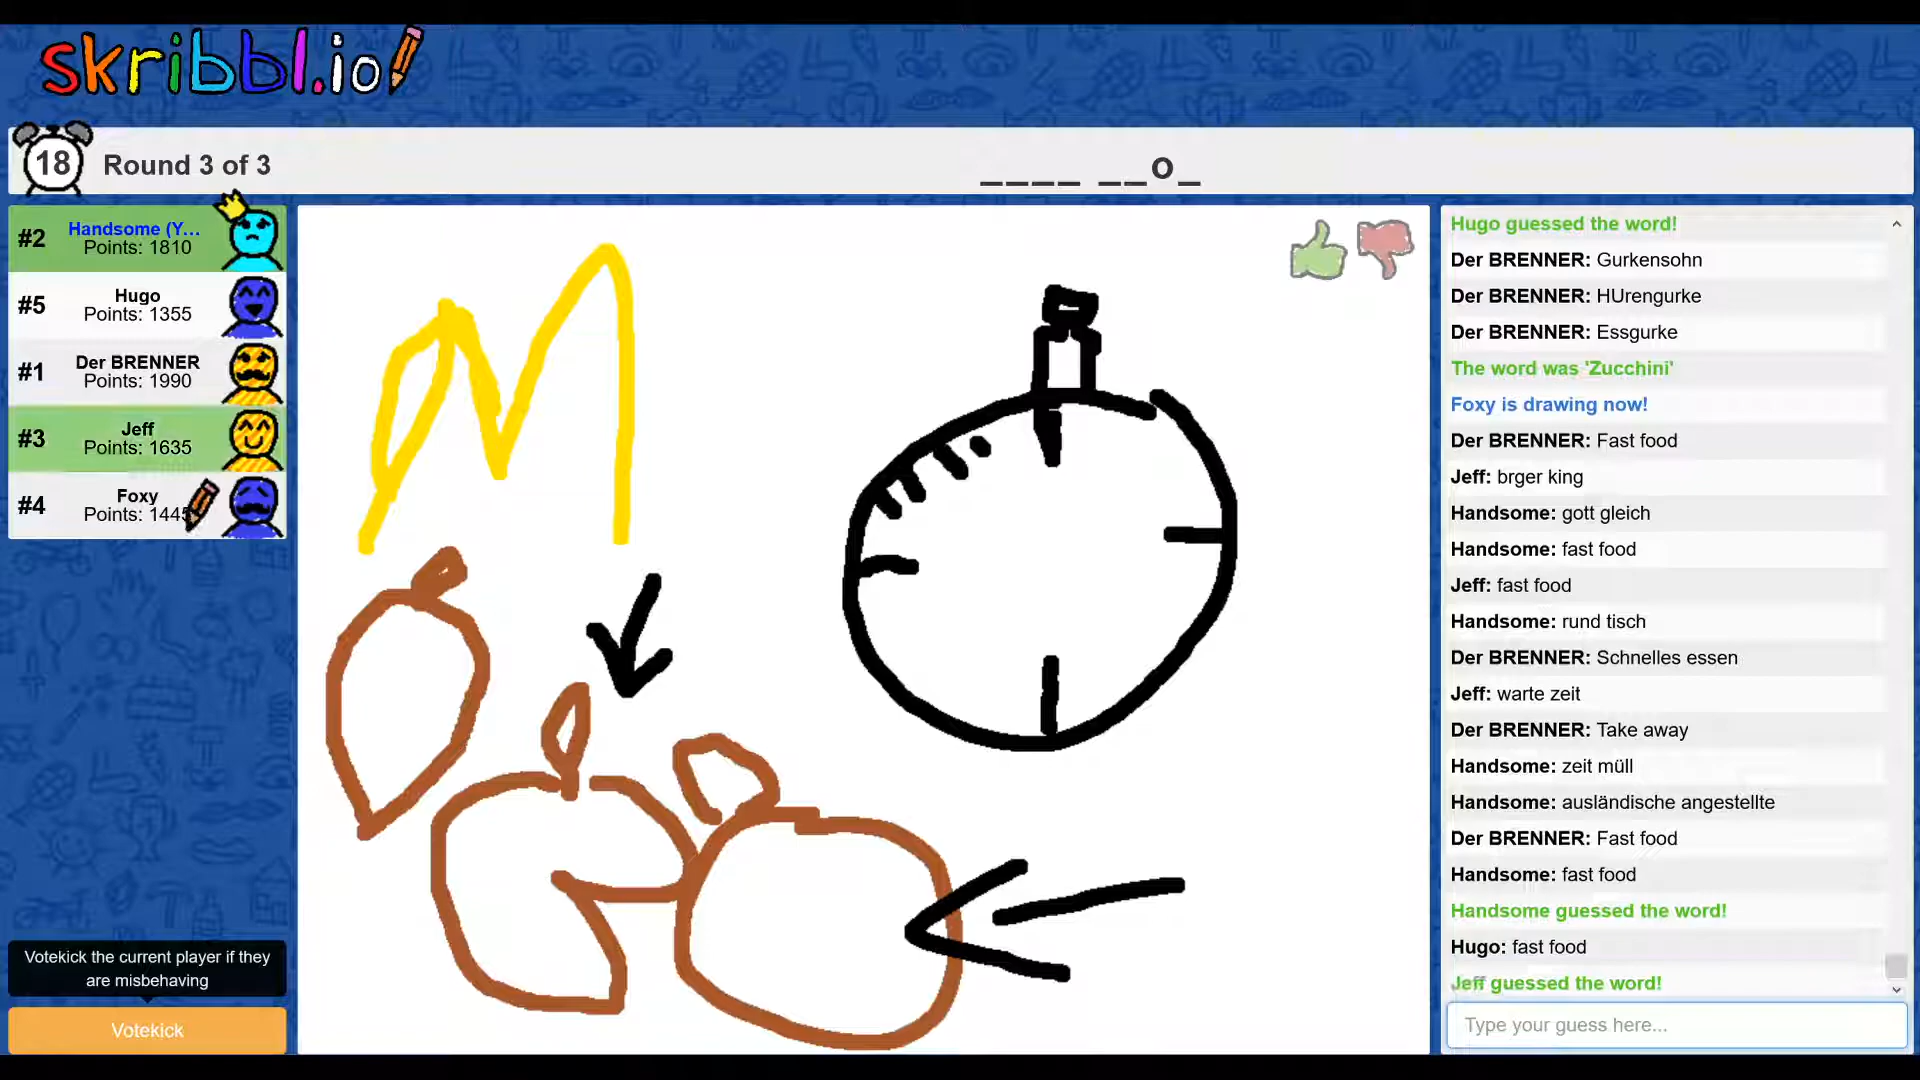 skribbl.io
18
Round 3 of 3
____ __o_
#2
Handsome (Y...
Points: 1810
#5
Hugo
Points: 1355
#1
Der BRENNER
Points: 1990
#3
Jeff
Points: 1635
#4
Foxy
Points: 1445
Votekick the current player if they
are misbehaving
Votekick
M
Hugo guessed the word!
Der BRENNER: Gurkensohn
Der BRENNER: HUrengurke
Der BRENNER: Essgurke
The word was 'Zucchini'
Foxy is drawing now!
Der BRENNER: Fast food
Jeff: brger king
Handsome: gott gleich
Handsome: fast food
Jeff: fast food
Handsome: rund tisch
Der BRENNER: Schnelles essen
Jeff: warte zeit
Der BRENNER: Take away
Handsome: zeit müll
Handsome: ausländische angestellte
Der BRENNER: Fast food
Handsome: fast food
Handsome guessed the word!
Hugo: fast food
Jeff guessed the word!
Type your guess here...